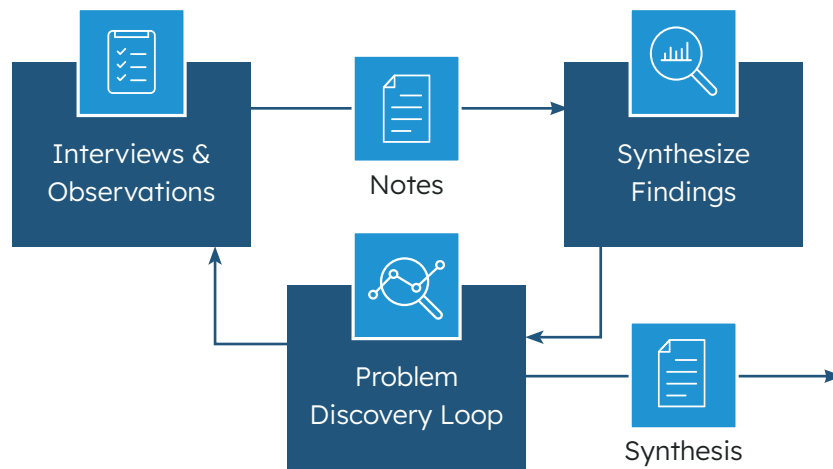 Interviews &
Observations
Notes
Synthesize
Findings
Problem
Discovery Loop
Synthesis